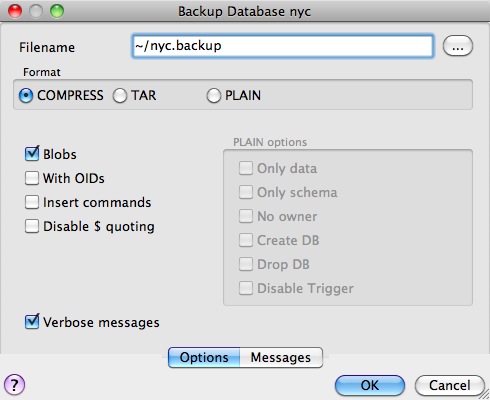 Backup Database nyc
Filename ~/nyc.backup ...
Format
COMPRESS TAR PLAIN
PLAIN options
Blobs
Only data
With OIDs
Only schema
Insert commands
No owner
Disable $ quoting
Create DB
Drop DB
Disable Trigger
Verbose messages
Options Messages
? OK Cancel